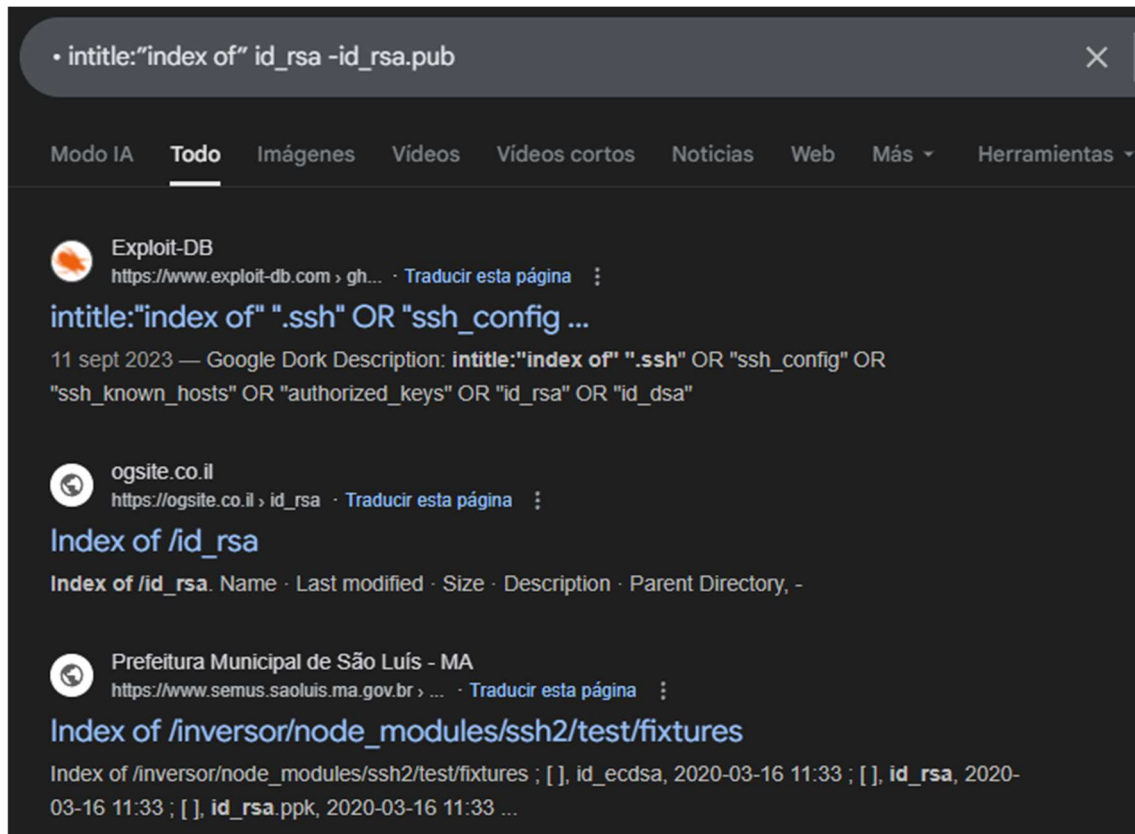 • intitle:”index of” id_rsa -id_rsa.pub
Modo IA Todo Imágenes Vídeos Vídeos cortos Noticias Web Más Herramientas
Exploit-DB
https://www.exploit-db.com › gh... · Traducir esta página
intitle:"index of" ".ssh" OR "ssh_config ...
11 sept 2023 — Google Dork Description: intitle:"index of" ".ssh" OR "ssh_config" OR
"ssh_known_hosts" OR "authorized_keys" OR "id_rsa" OR "id_dsa"
ogsite.co.il
https://ogsite.co.il › id_rsa · Traducir esta página
Index of /id_rsa
Index of /id_rsa. Name · Last modified · Size · Description · Parent Directory, -
Prefeitura Municipal de São Luís - MA
https://www.semus.saoluis.ma.gov.br › ... · Traducir esta página
Index of /inversor/node_modules/ssh2/test/fixtures
Index of /inversor/node_modules/ssh2/test/fixtures ; [ ], id_ecdsa, 2020-03-16 11:33 ; [ ], id_rsa, 2020-
03-16 11:33 ; [ ], id_rsa.ppk, 2020-03-16 11:33 ...